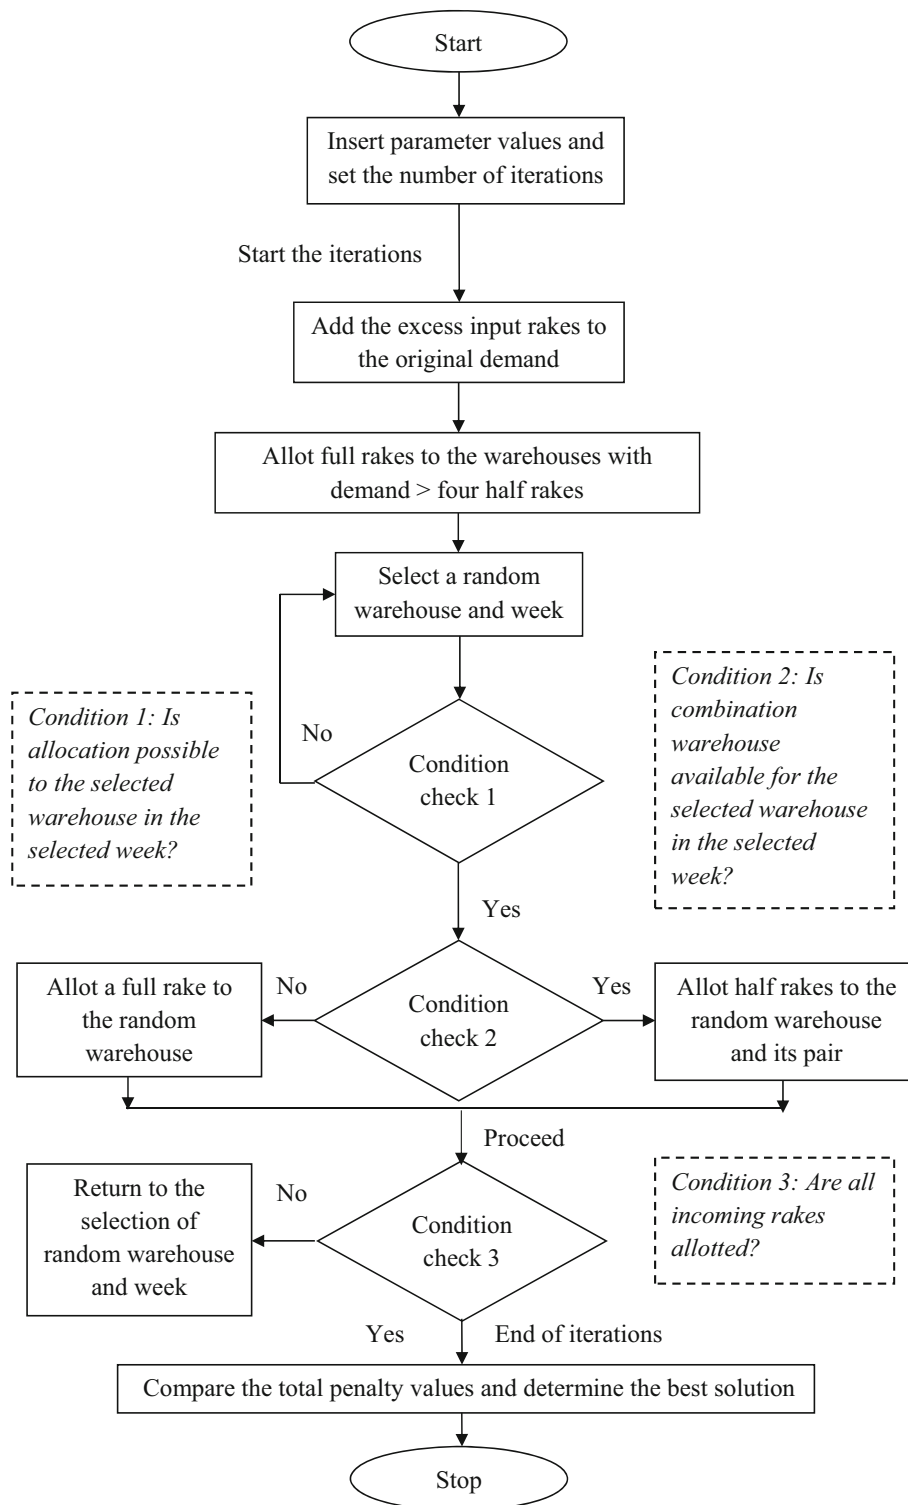 Start
Insert parameter values and
set the number of iterations
Start the iterations
Add the excess input rakes to
the original demand
Allot full rakes to the warehouses with
demand > four half rakes
Select a random
warehouse and week
Condition 1: Is
allocation possible
to the selected
warehouse in the
selected week?
No
Condition
check 1
Condition 2: Is
combination
warehouse
available for the
selected warehouse
in the selected
week?
Yes
Allot a full rake to
the random
warehouse
No
Condition
check 2
Yes
Allot half rakes to the
random warehouse
and its pair
Proceed
Return to the
selection of
random warehouse
and week
No
Condition
check 3
Condition 3: Are all
incoming rakes
allotted?
Yes
End of iterations
Compare the total penalty values and determine the best solution
Stop